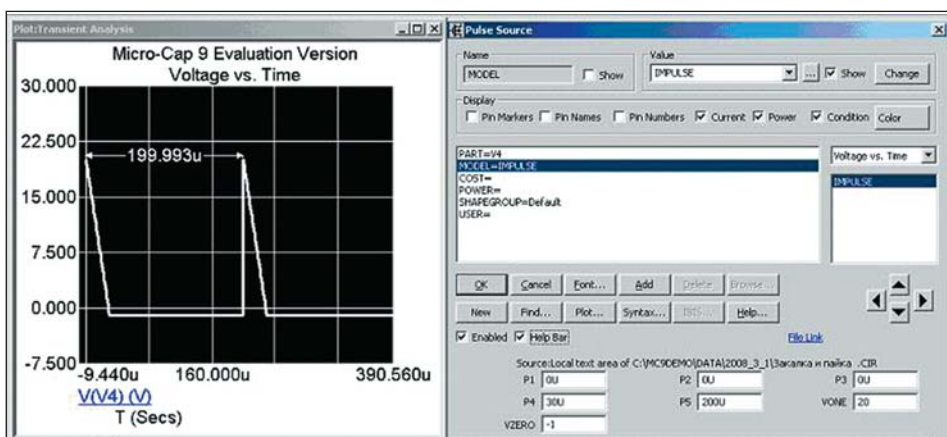 Plot:Transient Analysis
Micro-Cap 9 Evaluation Version
Voltage vs. Time
30.000
22.500
15.000
7.500
0.000
-7.500
199.993u
-9.440u 160.000u 390.560u
V(V4) (V)
T (Secs)
Pulse Source
Name
MODEL
Show
Value
IMPULSE
...
Show
Change
Display
Pin Markers Pin Names Pin Numbers Current Power Condition Color
PART=V4
MODEL=IMPULSE
COST=
POWER=
SHAPEGROUP=Default
USER=
Voltage vs. Time
IMPULSE
OK Cancel Font... Add Delete Browse...
New Find... Plot... Syntax... IBIS... Help...
Enabled Help Bar File Link
Source:Local text area of C:\MC9DEMO\DATA\2008_3_1\Закалка и пайка .CIR
P1 0U P2 0U P3 0U
P4 30U P5 200U VONE 20
VZERO -1